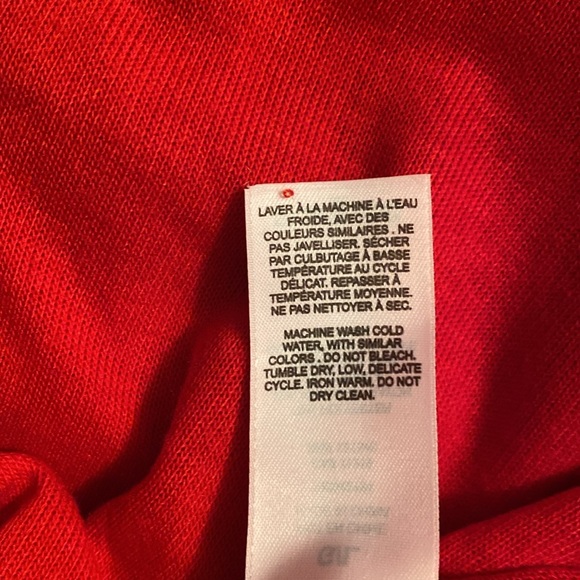 LAVER À LA MACHINE À L'EAU
FROIDE, AVEC DES
COULEURS SIMILAIRES . NE
PAS JAVELLISER. SÉCHER
PAR CULBUTAGE À BASSE
TEMPÉRATURE AU CYCLE
DÉLICAT. REPASSER À
TEMPÉRATURE MOYENNE.
NE PAS NETTOYER À SEC.
MACHINE WASH COLD
WATER, WITH SIMILAR
COLORS . DO NOT BLEACH.
TUMBLE DRY, LOW, DELICATE
CYCLE. IRON WARM. DO NOT
DRY CLEAN.